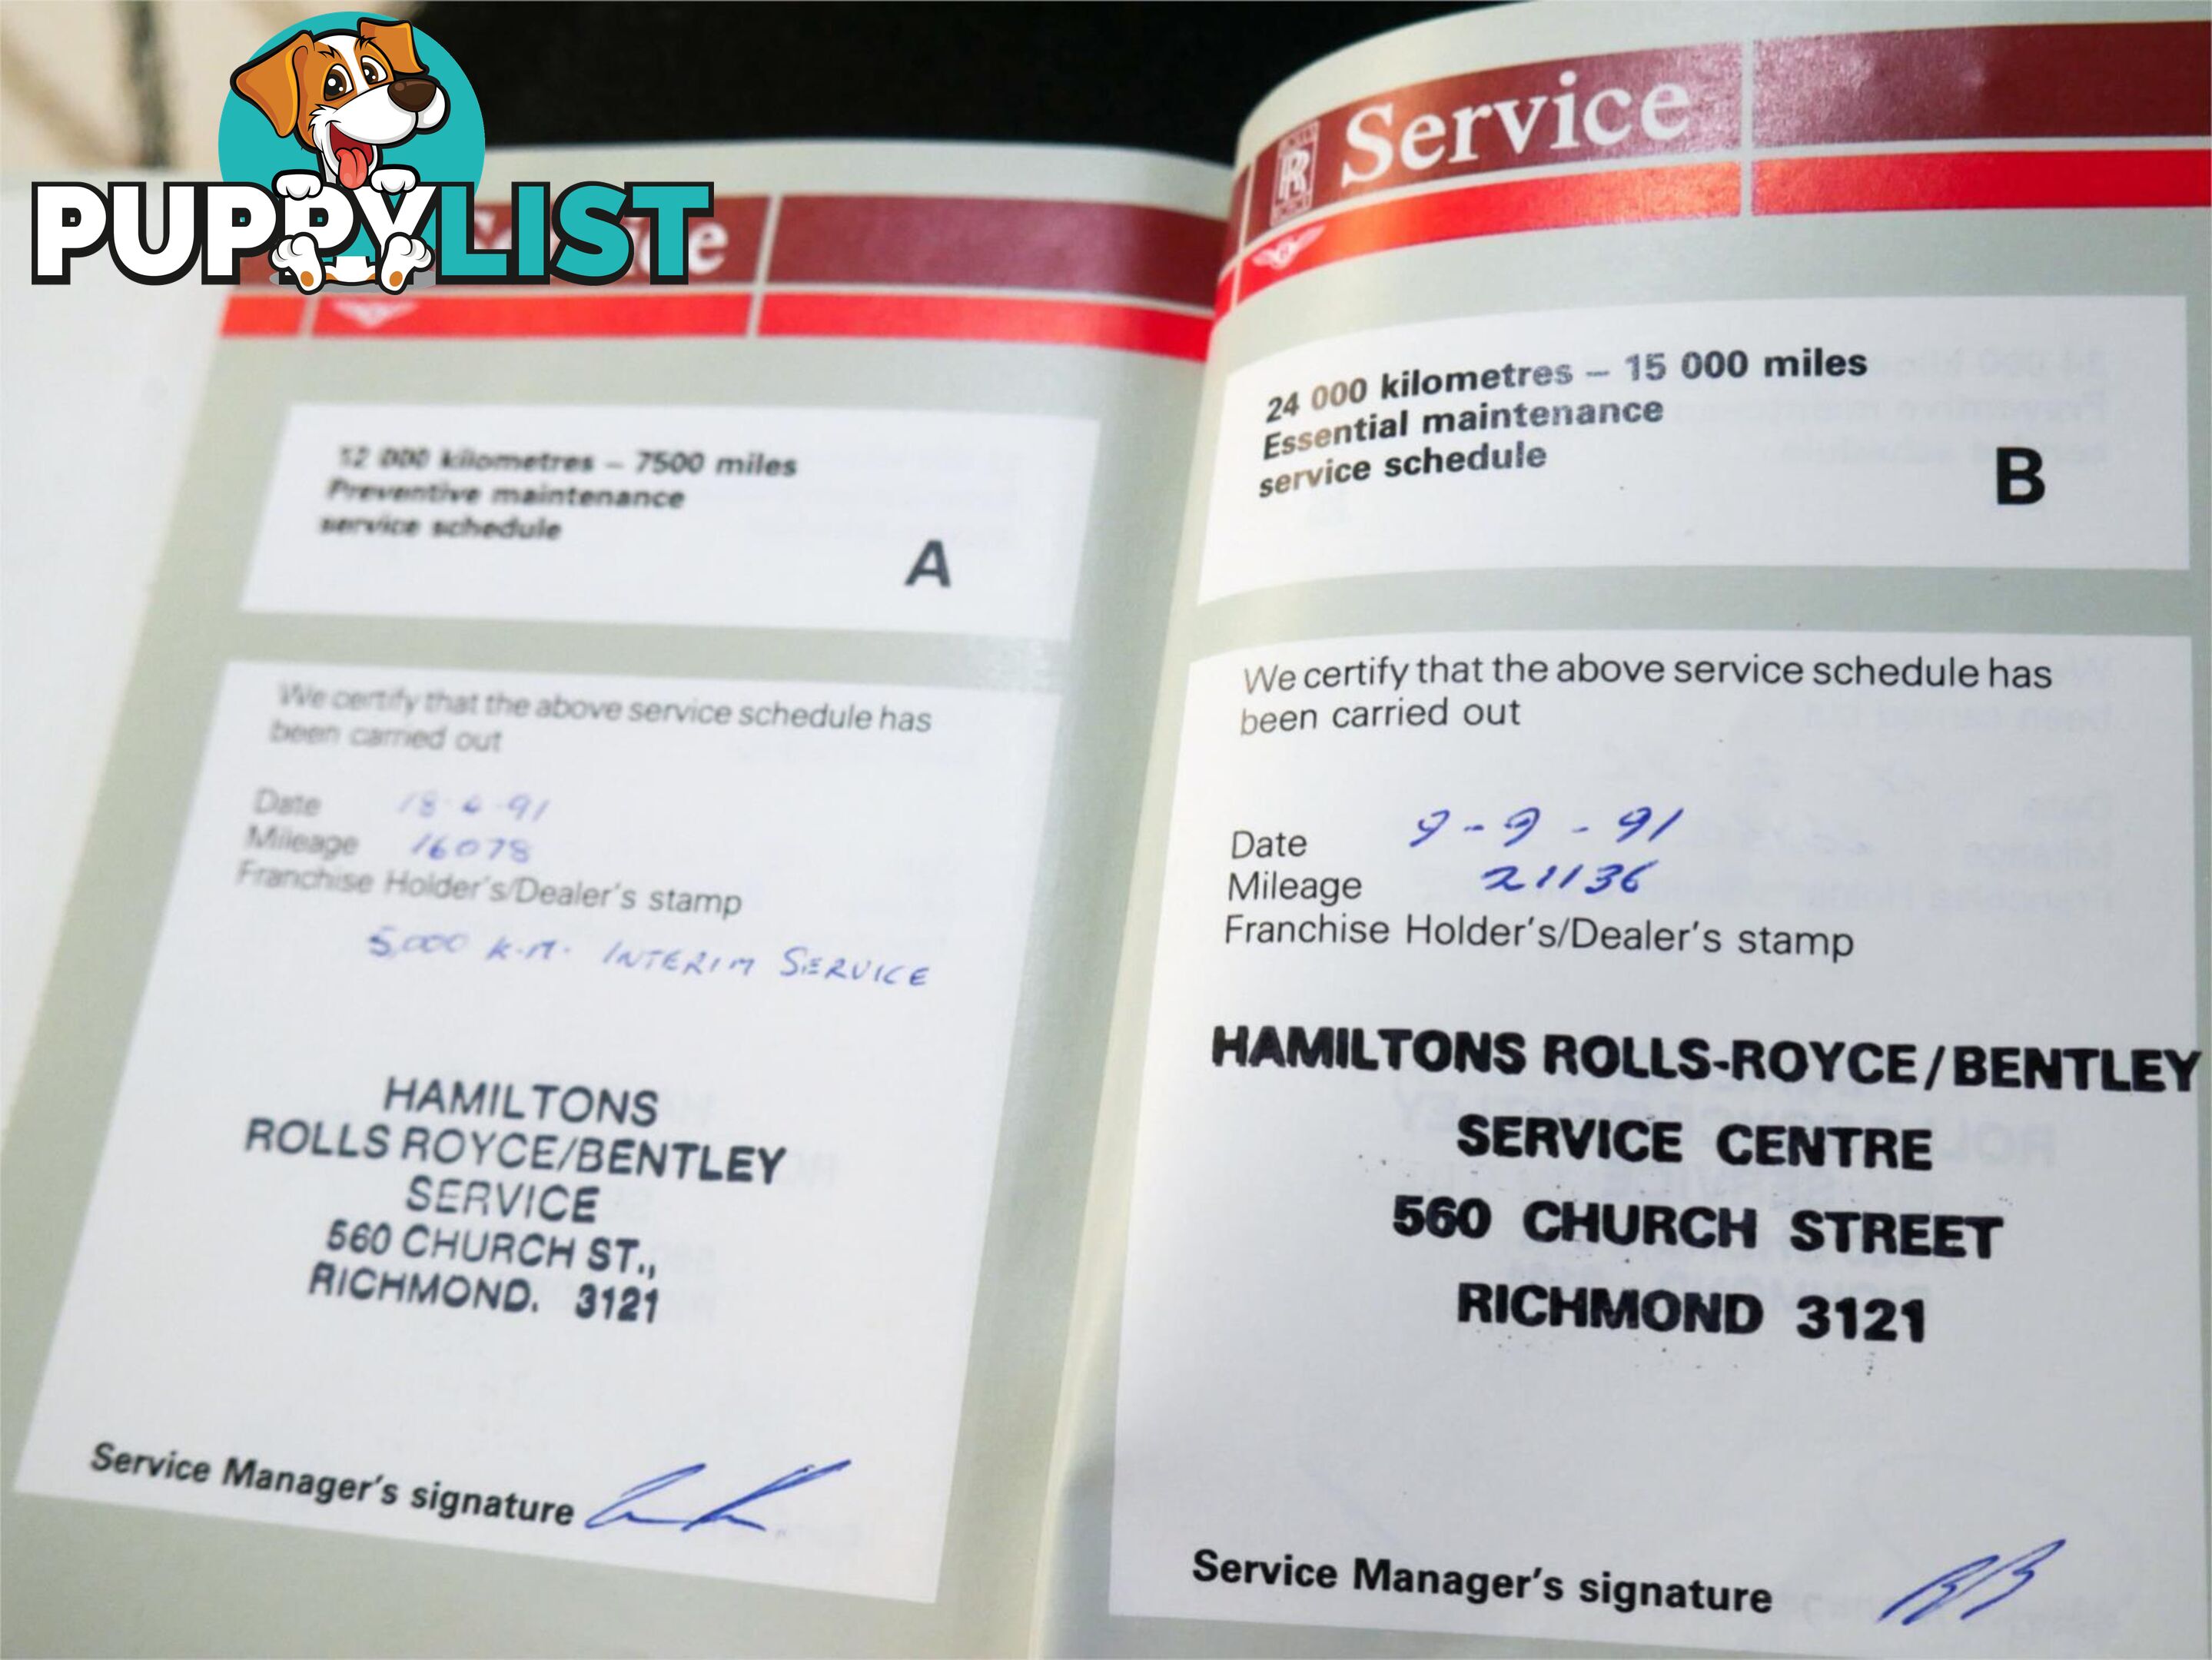 PUPPYLIST
Service
12 000 kilometres – 7500 miles
Preventive maintenance
service schedule
A
We certify that the above service schedule has
been carried out
Date 18-4-91
Mileage 16078
Franchise Holder's/Dealer's stamp
5,000 K.M. INTERIM SERVICE
HAMILTONS
ROLLS ROYCE/BENTLEY
SERVICE
560 CHURCH ST.,
RICHMOND. 3121
Service Manager's signature
RR Service
24 000 kilometres – 15 000 miles
Essential maintenance
service schedule
B
We certify that the above service schedule has
been carried out
Date 9-9-91
Mileage 21136
Franchise Holder's/Dealer's stamp
HAMILTONS ROLLS-ROYCE/BENTLEY
SERVICE CENTRE
560 CHURCH STREET
RICHMOND 3121
Service Manager's signature